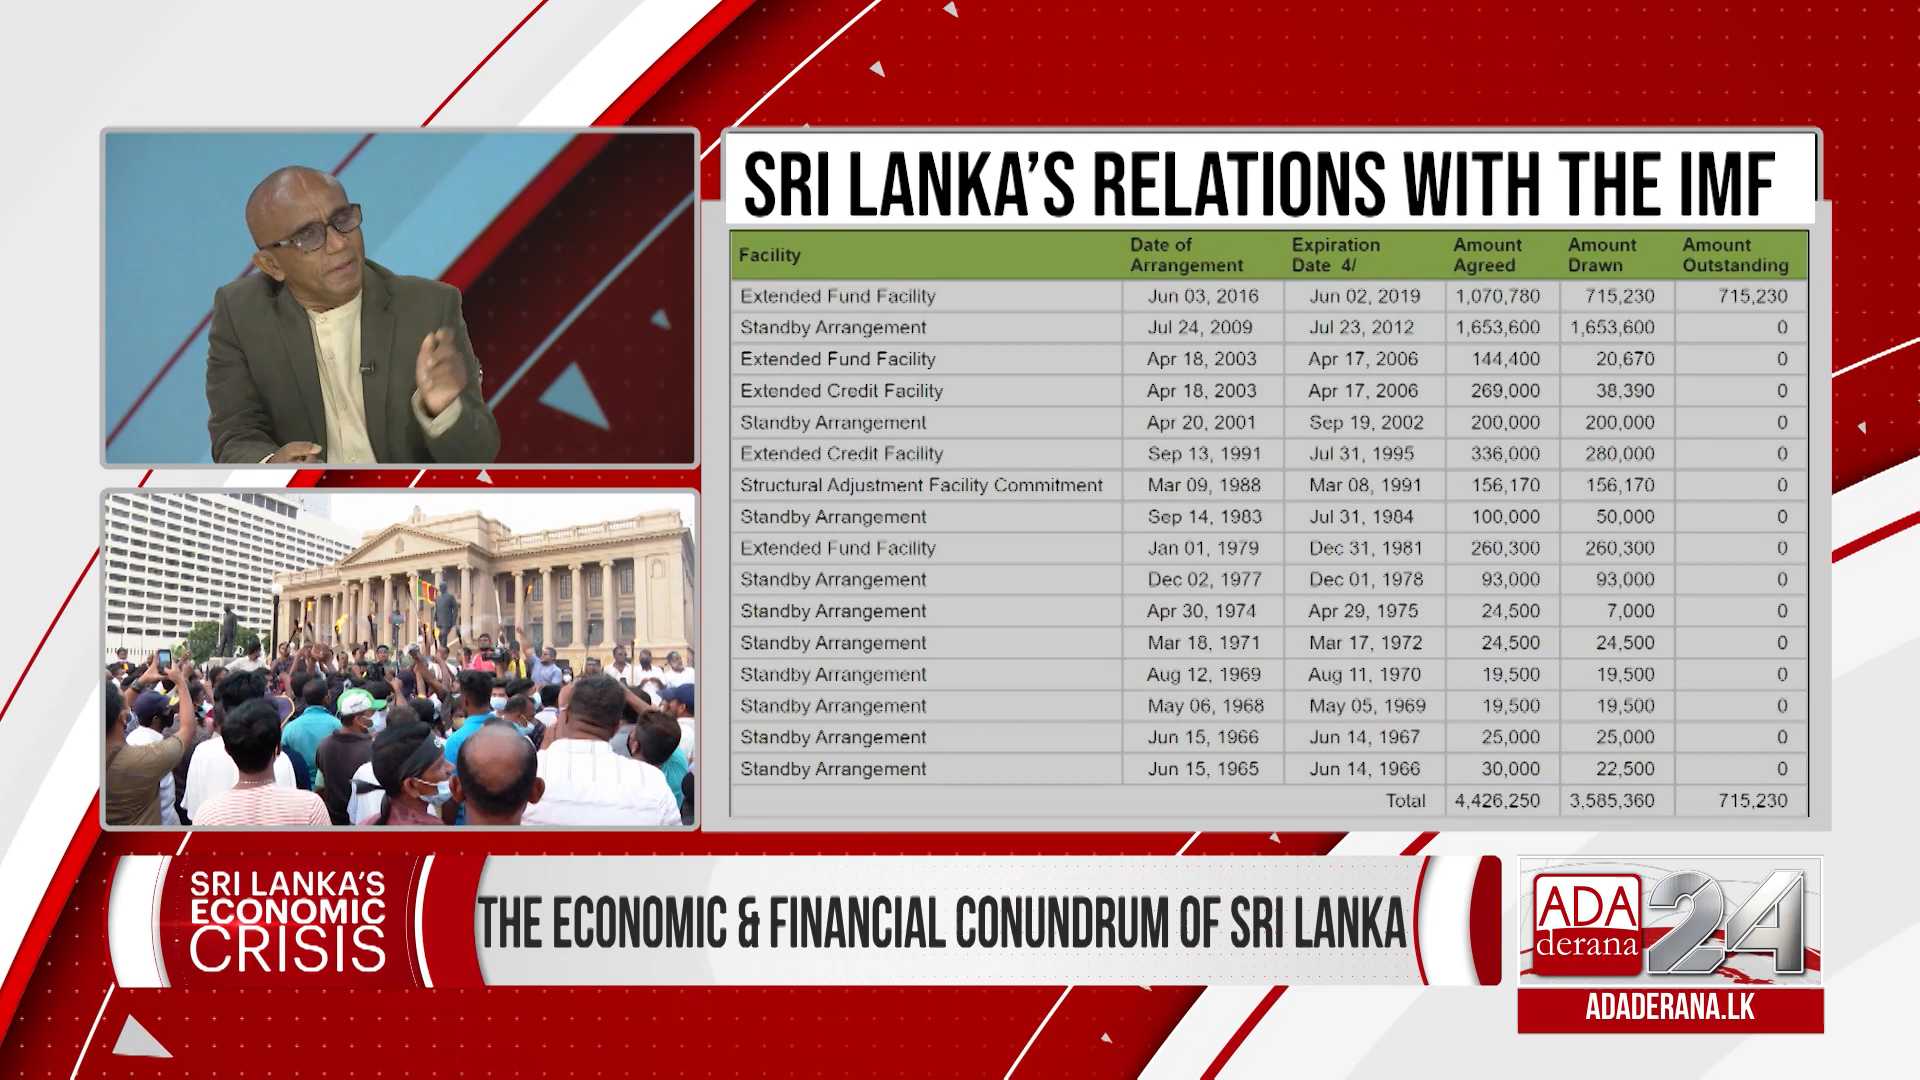 SRI LANKA'S RELATIONS WITH THE IMF
Facility Date of Arrangement Expiration Date 4/ Amount Agreed Amount Drawn Amount Outstanding
Extended Fund Facility Jun 03, 2016 Jun 02, 2019 1,070,780 715,230 715,230
Standby Arrangement Jul 24, 2009 Jul 23, 2012 1,653,600 1,653,600 0
Extended Fund Facility Apr 18, 2003 Apr 17, 2006 144,400 20,670 0
Extended Credit Facility Apr 18, 2003 Apr 17, 2006 269,000 38,390 0
Standby Arrangement Apr 20, 2001 Sep 19, 2002 200,000 200,000 0
Extended Credit Facility Sep 13, 1991 Jul 31, 1995 336,000 280,000 0
Structural Adjustment Facility Commitment Mar 09, 1988 Mar 08, 1991 156,170 156,170 0
Standby Arrangement Sep 14, 1983 Jul 31, 1984 100,000 50,000 0
Extended Fund Facility Jan 01, 1979 Dec 31, 1981 260,300 260,300 0
Standby Arrangement Dec 02, 1977 Dec 01, 1978 93,000 93,000 0
Standby Arrangement Apr 30, 1974 Apr 29, 1975 24,500 7,000 0
Standby Arrangement Mar 18, 1971 Mar 17, 1972 24,500 24,500 0
Standby Arrangement Aug 12, 1969 Aug 11, 1970 19,500 19,500 0
Standby Arrangement May 06, 1968 May 05, 1969 19,500 19,500 0
Standby Arrangement Jun 15, 1966 Jun 14, 1967 25,000 25,000 0
Standby Arrangement Jun 15, 1965 Jun 14, 1966 30,000 22,500 0
Total 4,426,250 3,585,360 715,230
SRI LANKA'S
ECONOMIC
CRISIS
THE ECONOMIC & FINANCIAL CONUNDRUM OF SRI LANKA
ADA
derana
24
ADADERANA.LK